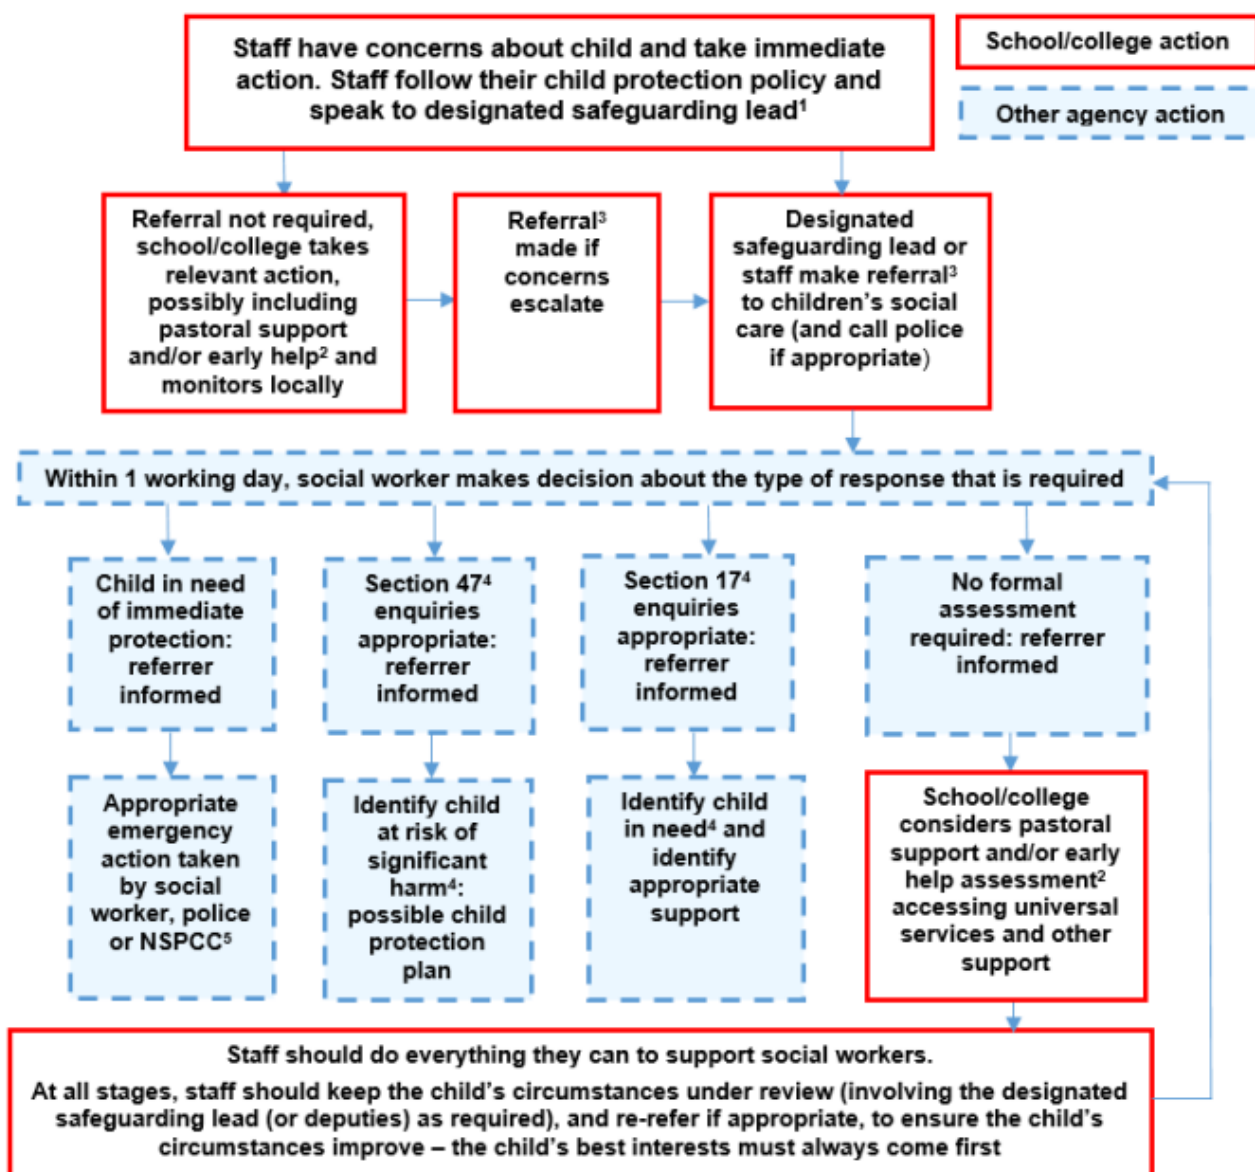 Staff have concerns about child and take immediate
action. Staff follow their child protection policy and
speak to designated safeguarding lead¹
School/college action
Other agency action
Referral not required,
school/college takes
relevant action,
possibly including
pastoral support
and/or early help² and
monitors locally
Referral³
made if
concerns
escalate
Designated
safeguarding lead or
staff make referral³
to children’s social
care (and call police
if appropriate)
Within 1 working day, social worker makes decision about the type of response that is required
Child in need
of immediate
protection:
referrer
informed
Section 47⁴
enquiries
appropriate:
referrer
informed
Section 17⁴
enquiries
appropriate:
referrer
informed
No formal
assessment
required: referrer
informed
Appropriate
emergency
action taken
by social
worker, police
or NSPCC⁵
Identify child
at risk of
significant
harm⁴:
possible child
protection
plan
Identify child
in need⁴ and
identify
appropriate
support
School/college
considers pastoral
support and/or early
help assessment²
accessing universal
services and other
support
Staff should do everything they can to support social workers.
At all stages, staff should keep the child’s circumstances under review (involving the designated
safeguarding lead (or deputies) as required), and re-refer if appropriate, to ensure the child’s
circumstances improve – the child’s best interests must always come first